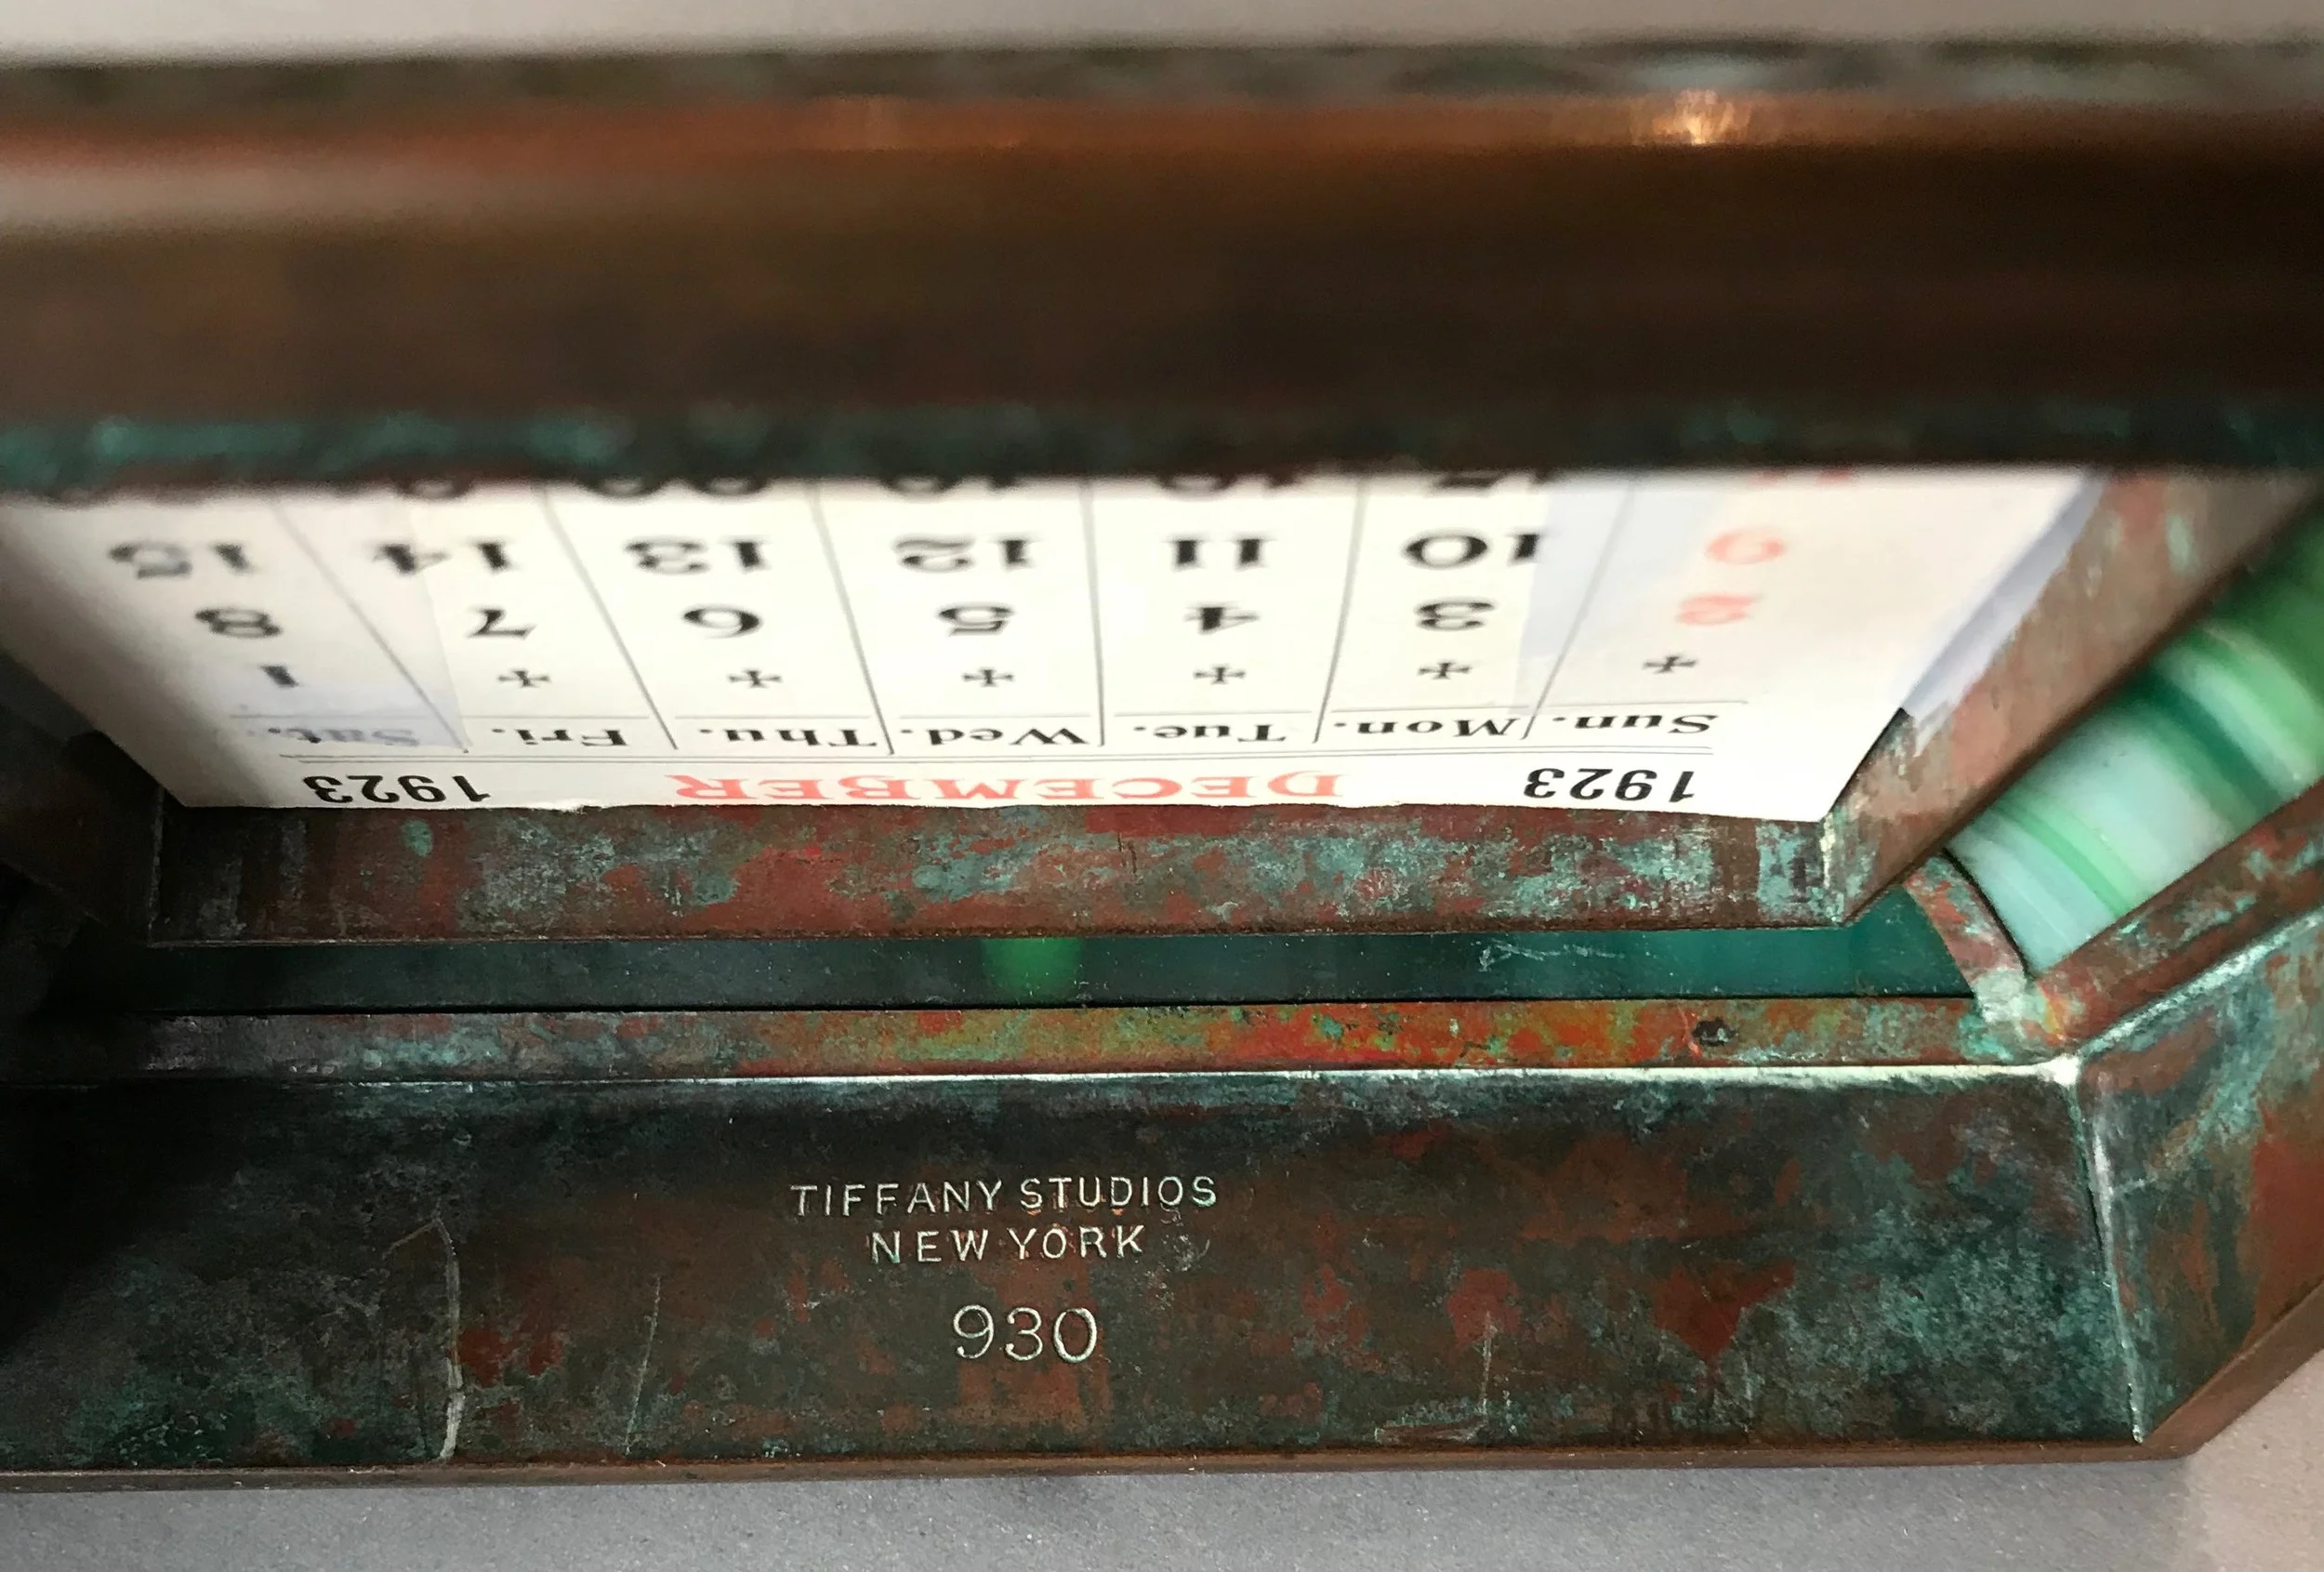 1923 DECEMBER 1923
Sun. Mon. Tue. Wed. Thu. Fri. Sat.
✢ ✢ ✢ ✢ ✢ ✢ 1
2 3 4 5 6 7 8
9 10 11 12 13 14 15
TIFFANY STUDIOS
NEW YORK
930